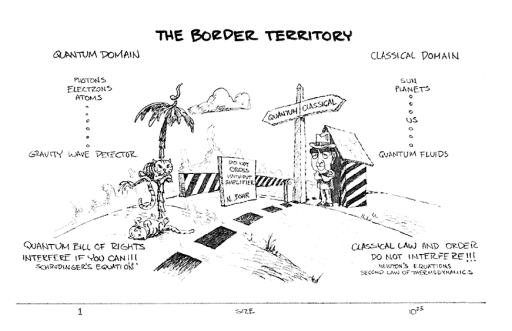 THE BORDER TERRITORY
QUANTUM DOMAIN
CLASSICAL DOMAIN
PHOTONS
ELECTRONS
ATOMS
GRAVITY WAVE DETECTOR
SUN
PLANETS
US
QUANTUM FLUIDS
QUANTUM
CLASSICAL
DO NOT
CROSS
WITHOUT
AMPLIFIER
N. BOHR
QUANTUM BILL OF RIGHTS
INTERFERE IF YOU CAN!!!
SCHRODINGER'S EQUATION
CLASSICAL LAW AND ORDER
DO NOT INTERFERE!!!
NEWTON'S EQUATIONS
SECOND LAW OF THERMODYNAMICS
1
SIZE
10²³